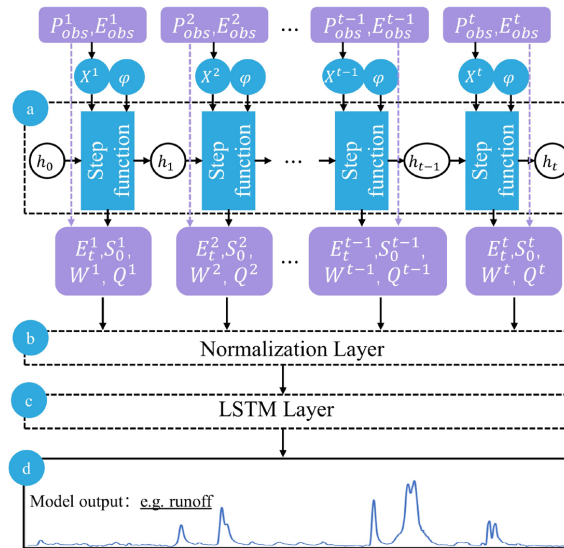 P¹obs,E¹obs P²obs,E²obs ... Pᵗ⁻¹obs,Eᵗ⁻¹obs Pᵗobs,Eᵗobs
X¹ φ X² φ Xᵗ⁻¹ φ Xᵗ φ
a
h₀ Step function h₁ Step function ... Step function hₜ₋₁ Step function hₜ
E¹ₜ,S¹₀, E²ₜ,S²₀, Eᵗ⁻¹ₜ,Sᵗ⁻¹₀, Eᵗₜ,Sᵗ₀,
W¹, Q¹ W², Q² ... Wᵗ⁻¹, Qᵗ⁻¹ Wᵗ, Qᵗ
b
Normalization Layer
c
LSTM Layer
d
Model output: e.g. runoff